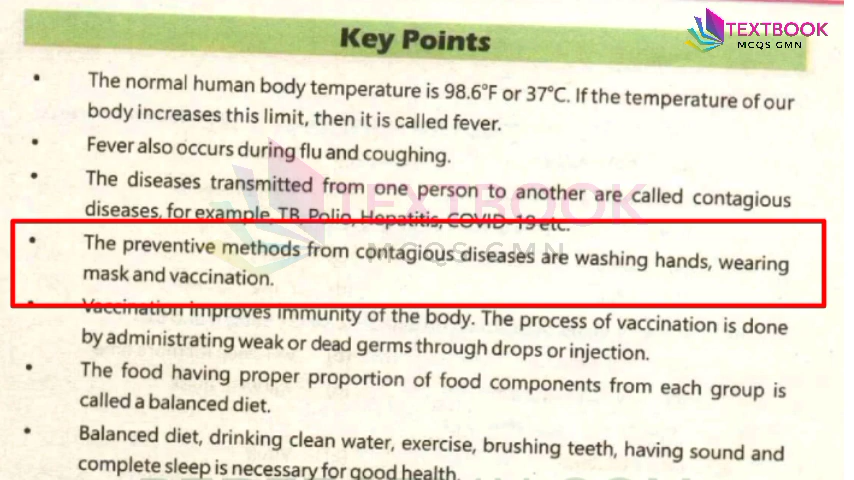 TEXTBOOK
MCQS GMN
Key Points
• The normal human body temperature is 98.6°F or 37°C. If the temperature of our
body increases this limit, then it is called fever.
• Fever also occurs during flu and coughing.
• The diseases transmitted from one person to another are called contagious
diseases, for example, TB, Polio, Hepatitis, COVID-19 etc.
TEXTBOOK
MCQS GMN
• The preventive methods from contagious diseases are washing hands, wearing
mask and vaccination.
• Vaccination improves immunity of the body. The process of vaccination is done
by administrating weak or dead germs through drops or injection.
• The food having proper proportion of food components from each group is
called a balanced diet.
• Balanced diet, drinking clean water, exercise, brushing teeth, having sound and
complete sleep is necessary for good health.